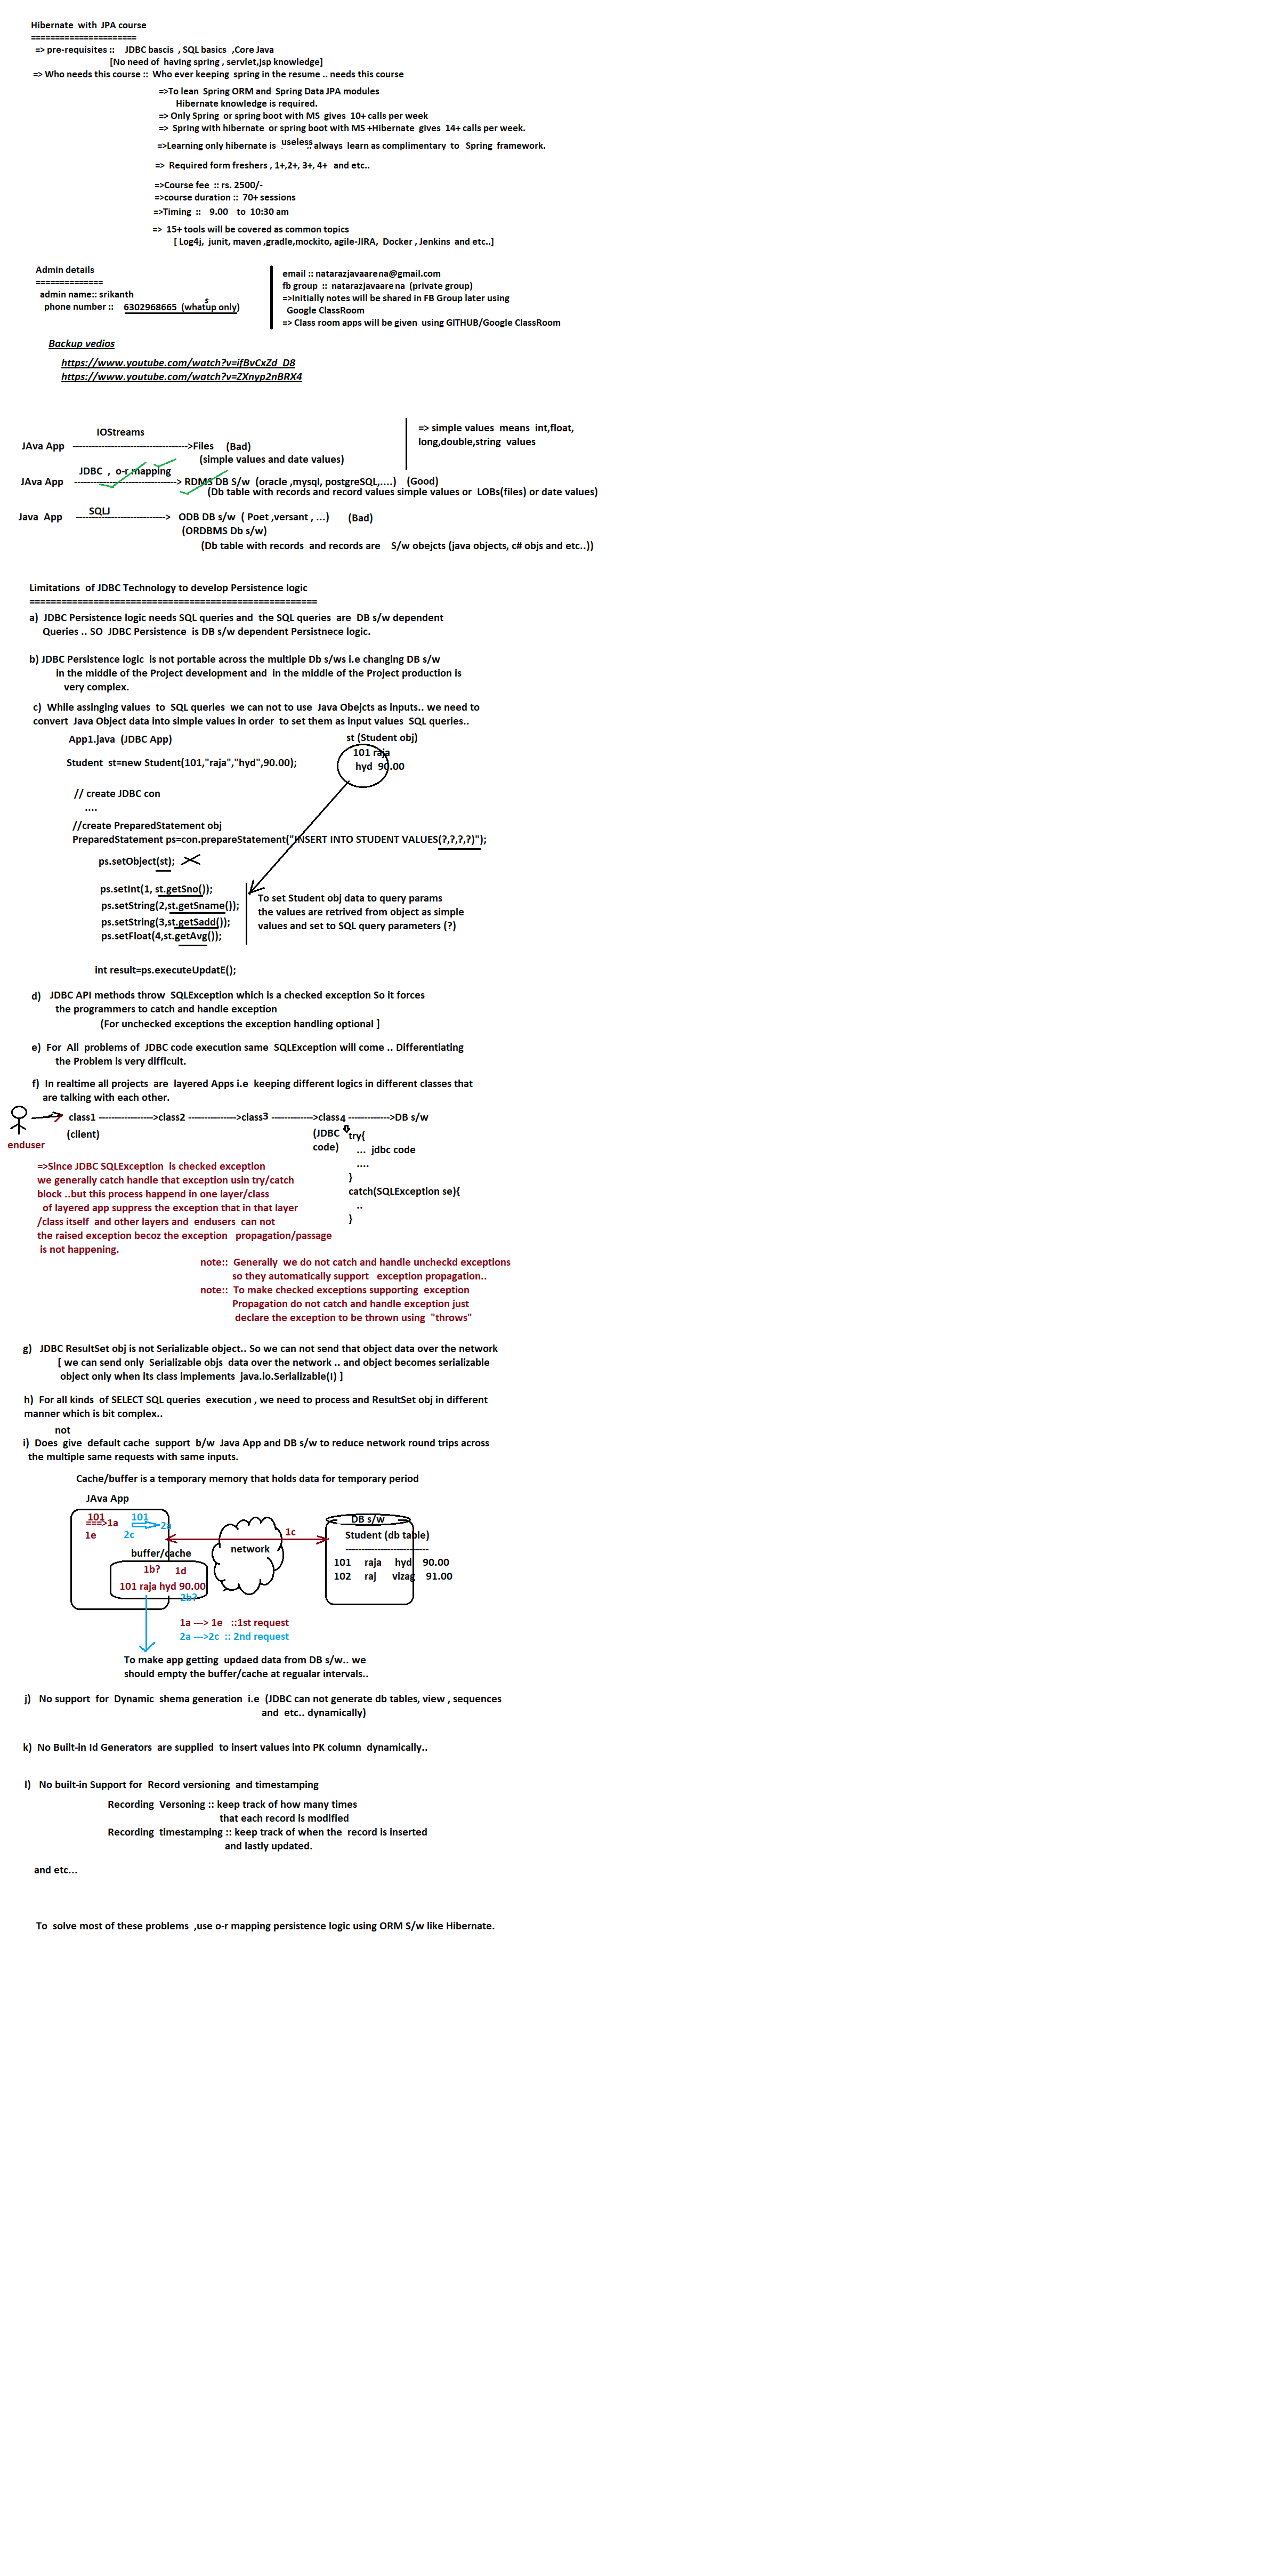 Hibernate with JPA course
======================
=> pre-requisites :: JDBC bascis , SQL basics ,Core Java
[No need of having spring , servlet,jsp knowledge]
=> Who needs this course :: Who ever keeping spring in the resume .. needs this course
=>To lean Spring ORM and Spring Data JPA modules
Hibernate knowledge is required.
=> Only Spring or spring boot with MS gives 10+ calls per week
=> Spring with hibernate or spring boot with MS +Hibernate gives 14+ calls per week.
=>Learning only hibernate is useless.. always learn as complimentary to Spring framework.
=> Required form freshers , 1+,2+, 3+, 4+ and etc..
=>Course fee :: rs. 2500/-
=>course duration :: 70+ sessions
=>Timing :: 9.00 to 10:30 am
=> 15+ tools will be covered as common topics
[ Log4j, junit, maven ,gradle,mockito, agile-JIRA, Docker , Jenkins and etc..]
Admin details
==============
admin name:: srikanth
s
phone number :: 6302968665 (whatup only)
email :: natarazjavaarena@gmail.com
fb group :: natarazjavaarena (private group)
=>Initially notes will be shared in FB Group later using
Google ClassRoom
=> Class room apps will be given using GITHUB/Google ClassRoom
Backup vedios
https://www.youtube.com/watch?v=ifBvCxZd_D8
https://www.youtube.com/watch?v=ZXnyp2nBRX4
IOStreams
JAva App ------------------------------------>Files (Bad)
(simple values and date values)
=> simple values means int,float,
long,double,string values
JDBC , o-r mapping
JAva App --------------------------------> RDMS DB S/w (oracle ,mysql, postgreSQL,....) (Good)
(Db table with records and record values simple values or LOBs(files) or date values)
SQLJ
Java App ----------------------------> ODB DB s/w ( Poet ,versant , ...) (Bad)
(ORDBMS Db s/w)
(Db table with records and records are S/w obejcts (java objects, c# objs and etc..))
Limitations of JDBC Technology to develop Persistence logic
======================================================
a) JDBC Persistence logic needs SQL queries and the SQL queries are DB s/w dependent
Queries .. SO JDBC Persistence is DB s/w dependent Persistnece logic.
b) JDBC Persistence logic is not portable across the multiple Db s/ws i.e changing DB s/w
in the middle of the Project development and in the middle of the Project production is
very complex.
c) While assinging values to SQL queries we can not to use Java Obejcts as inputs.. we need to
convert Java Object data into simple values in order to set them as input values SQL queries..
App1.java (JDBC App)
st (Student obj)
101 raja
hyd 90.00
Student st=new Student(101,"raja","hyd",90.00);
// create JDBC con
....
//create PreparedStatement obj
PreparedStatement ps=con.prepareStatement("INSERT INTO STUDENT VALUES(?,?,?,?)");
ps.setObject(st);
ps.setInt(1, st.getSno());
ps.setString(2,st.getSname());
ps.setString(3,st.getSadd());
ps.setFloat(4,st.getAvg());
To set Student obj data to query params
the values are retrived from object as simple
values and set to SQL query parameters (?)
int result=ps.executeUpdatE();
d) JDBC API methods throw SQLException which is a checked exception So it forces
the programmers to catch and handle exception
(For unchecked exceptions the exception handling optional ]
e) For All problems of JDBC code execution same SQLException will come .. Differentiating
the Problem is very difficult.
f) In realtime all projects are layered Apps i.e keeping different logics in different classes that
are talking with each other.
class1 ----------------->class2 --------------->class3 ------------->class4 ------------->DB s/w
enduser
(client)
(JDBC
code)
try{
... jdbc code
....
}
catch(SQLException se){
..
}
=>Since JDBC SQLException is checked exception
we generally catch handle that exception usin try/catch
block ..but this process happend in one layer/class
of layered app suppress the exception that in that layer
/class itself and other layers and endusers can not
the raised exception becoz the exception propagation/passage
is not happening.
note:: Generally we do not catch and handle uncheckd exceptions
so they automatically support exception propagation..
note:: To make checked exceptions supporting exception
Propagation do not catch and handle exception just
declare the exception to be thrown using "throws"
g) JDBC ResultSet obj is not Serializable object.. So we can not send that object data over the network
[ we can send only Serializable objs data over the network .. and object becomes serializable
object only when its class implements java.io.Serializable(I) ]
h) For all kinds of SELECT SQL queries execution , we need to process and ResultSet obj in different
manner which is bit complex..
not
i) Does give default cache support b/w Java App and DB s/w to reduce network round trips across
the multiple same requests with same inputs.
Cache/buffer is a temporary memory that holds data for temporary period
JAva App
101 101
===>1a 2a
1e 2c
buffer/cache
1b? 1d
101 raja hyd 90.00
2b?
network
1c
DB s/w
Student (db table)
--------------------------
101 raja hyd 90.00
102 raj vizag 91.00
1a ---> 1e ::1st request
2a --->2c :: 2nd request
To make app getting updaed data from DB s/w.. we
should empty the buffer/cache at regualar intervals..
j) No support for Dynamic shema generation i.e (JDBC can not generate db tables, view , sequences
and etc.. dynamically)
k) No Built-in Id Generators are supplied to insert values into PK column dynamically..
l) No built-in Support for Record versioning and timestamping
Recording Versoning :: keep track of how many times
that each record is modified
Recording timestamping :: keep track of when the record is inserted
and lastly updated.
and etc...
To solve most of these problems ,use o-r mapping persistence logic using ORM S/w like Hibernate.